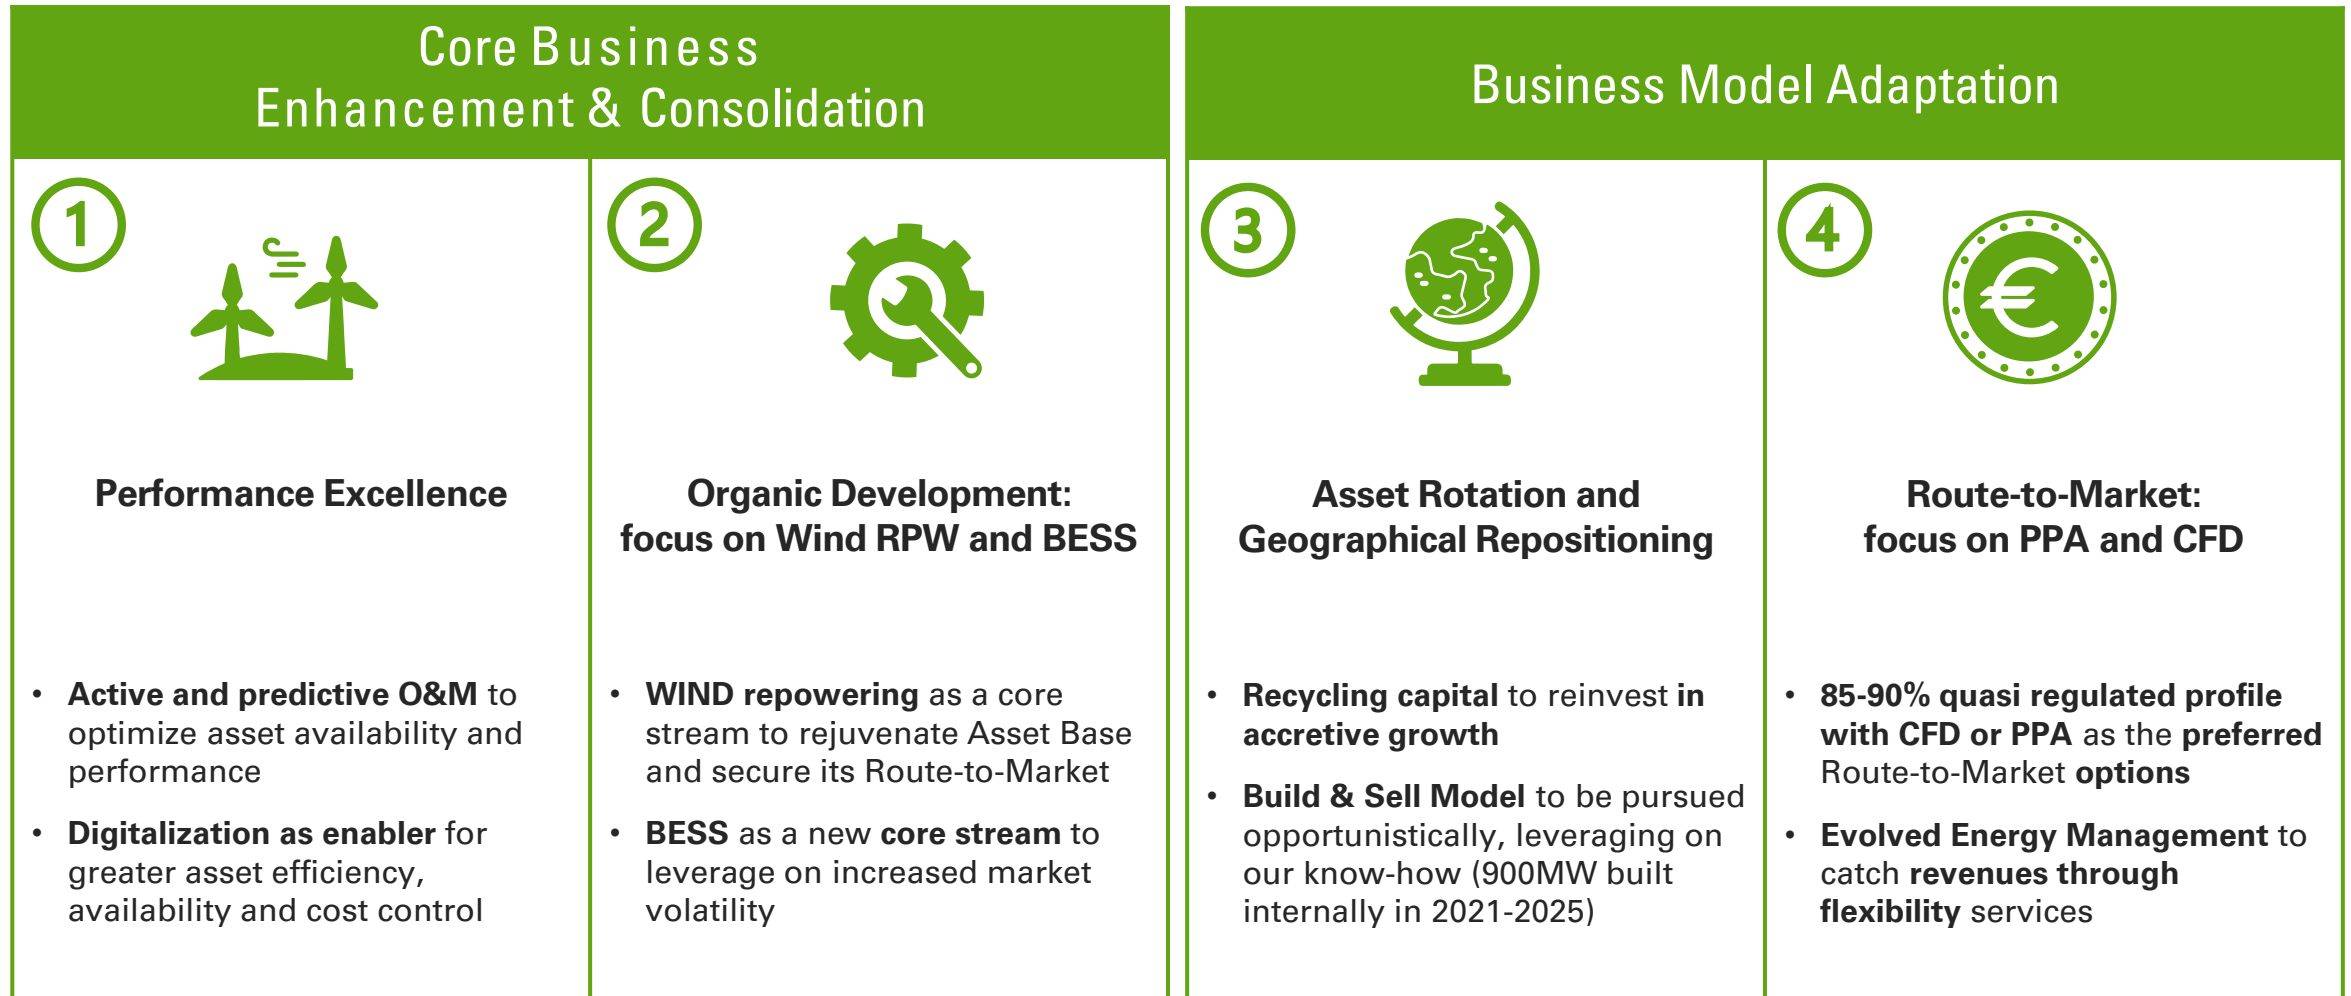 Core Business
Enhancement & Consolidation
1
Performance Excellence
• Active and predictive O&M to
optimize asset availability and
performance
• Digitalization as enabler for
greater asset efficiency,
availability and cost control
2
Organic Development:
focus on Wind RPW and BESS
• WIND repowering as a core
stream to rejuvenate Asset Base
and secure its Route-to-Market
• BESS as a new core stream to
leverage on increased market
volatility
Business Model Adaptation
3
Asset Rotation and
Geographical Repositioning
• Recycling capital to reinvest in
accretive growth
• Build & Sell Model to be pursued
opportunistically, leveraging on
our know-how (900MW built
internally in 2021-2025)
4
€
Route-to-Market:
focus on PPA and CFD
• 85-90% quasi regulated profile
with CFD or PPA as the preferred
Route-to-Market options
• Evolved Energy Management to
catch revenues through
flexibility services